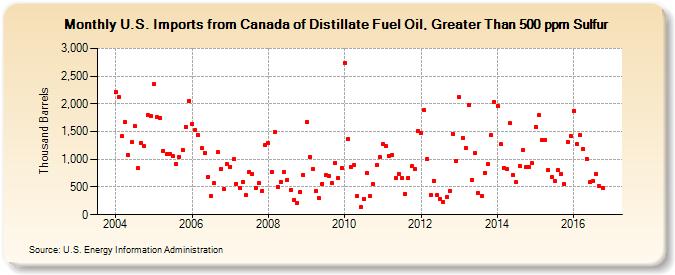 Monthly U.S. Imports from Canada of Distillate Fuel Oil, Greater Than 500 ppm Sulfur
Thousand Barrels
3,000
2,500
2,000
1,500
1,000
500
0
2004 2006 2008 2010 2012 2014 2016
Source: U.S. Energy Information Administration